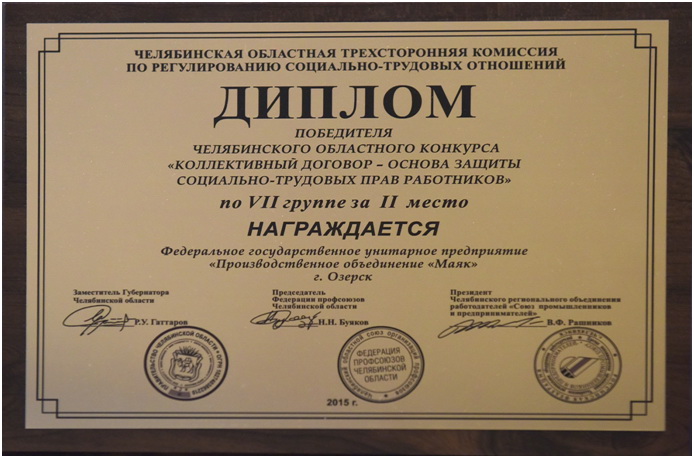 ЧЕЛЯБИНСКАЯ ОБЛАСТНАЯ ТРЕХСТОРОННЯЯ КОМИССИЯ
ПО РЕГУЛИРОВАНИЮ СОЦИАЛЬНО-ТРУДОВЫХ ОТНОШЕНИЙ
ДИПЛОМ
ПОБЕДИТЕЛЯ
ЧЕЛЯБИНСКОГО ОБЛАСТНОГО КОНКУРСА
«КОЛЛЕКТИВНЫЙ ДОГОВОР – ОСНОВА ЗАЩИТЫ
СОЦИАЛЬНО-ТРУДОВЫХ ПРАВ РАБОТНИКОВ»
по VII группе за II место
НАГРАЖДАЕТСЯ
Федеральное государственное унитарное предприятие
«Производственное объединение «Маяк»
г. Озерск
Заместитель Губернатора
Челябинской области
Р.У. Гаттаров
Председатель
Федерации профсоюзов
Челябинской области
Н.Н. Буяков
Президент
Челябинского регионального объединения
работодателей «Союз промышленников
и предпринимателей»
В.Ф. Рашников
ФЕДЕРАЦИЯ
ПРОФСОЮЗОВ
ЧЕЛЯБИНСКОЙ
ОБЛАСТИ
2015 г.